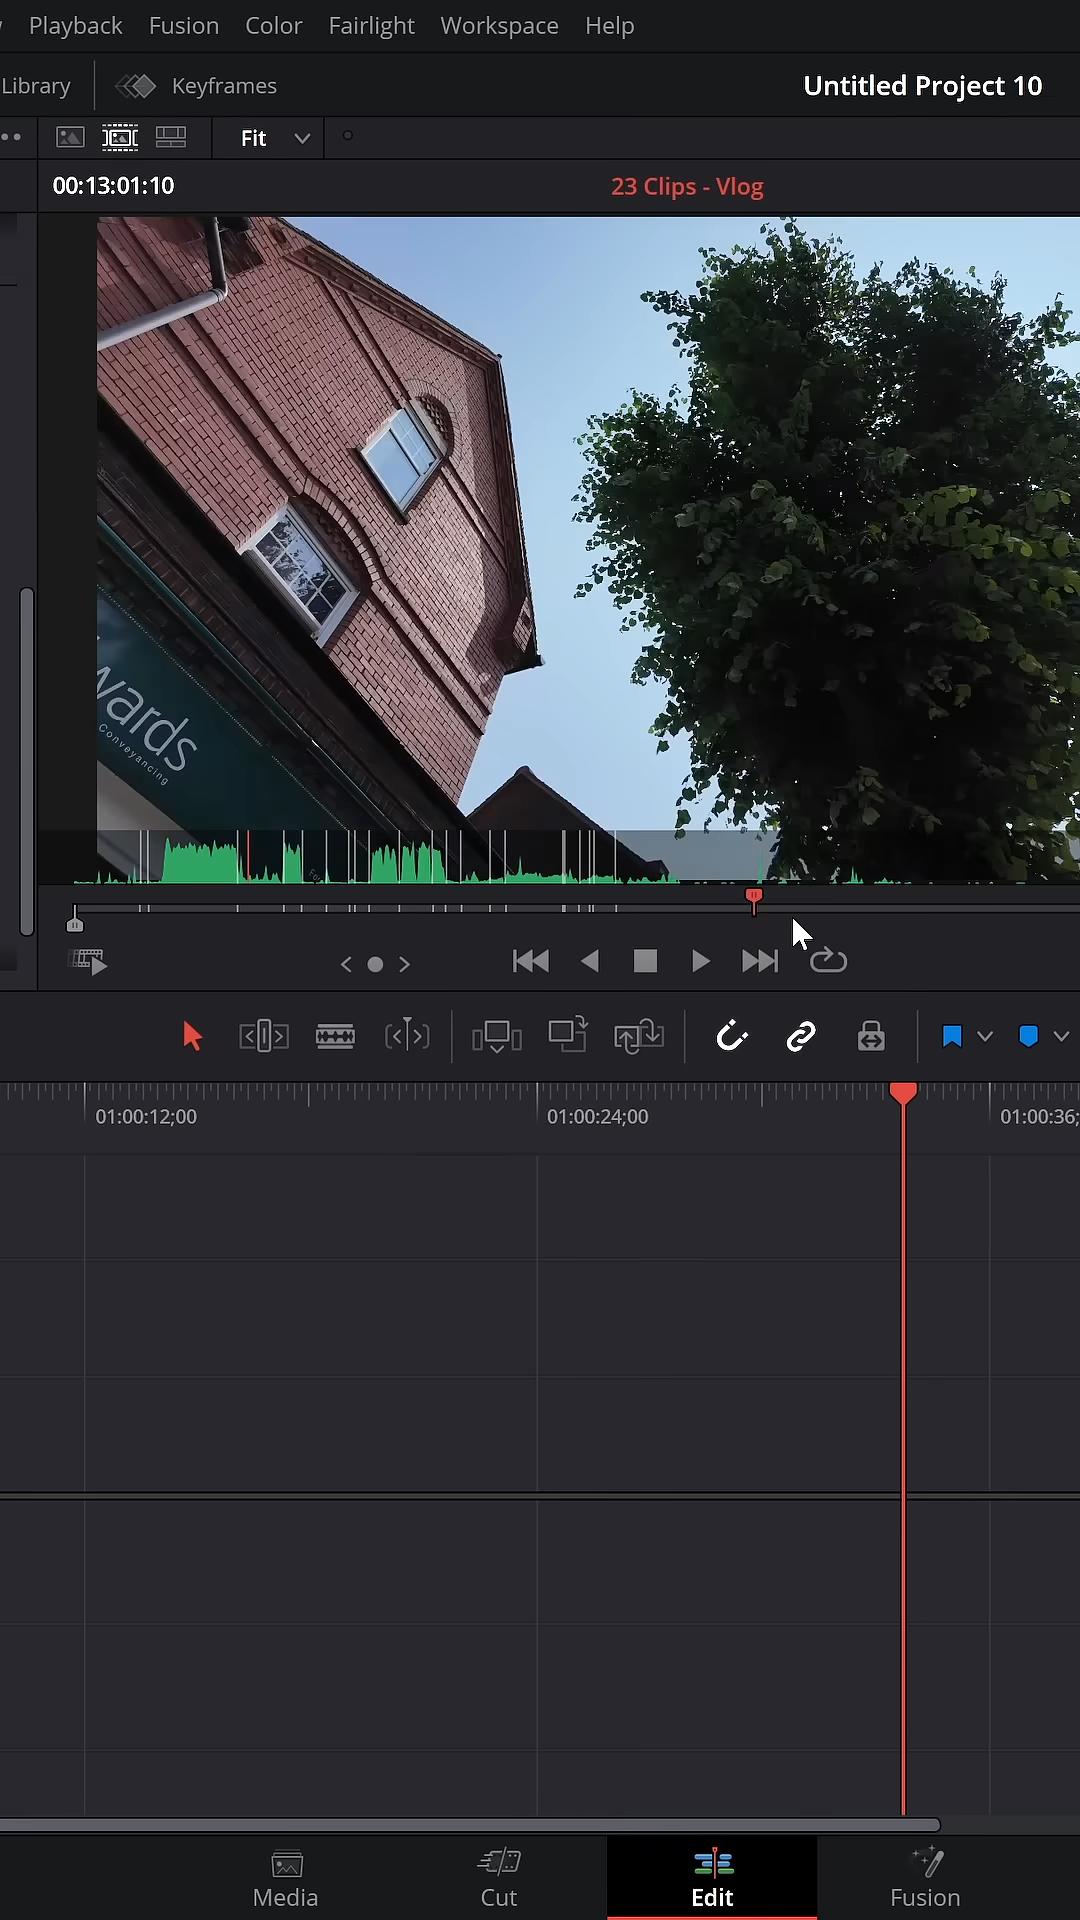 Playback Fusion Color Fairlight Workspace Help
Library Keyframes Untitled Project 10
Fit
00:13:01:10 23 Clips - Vlog
wards
Conveyancing
01:00:12;00 01:00:24;00 01:00:36;
Media Cut Edit Fusion